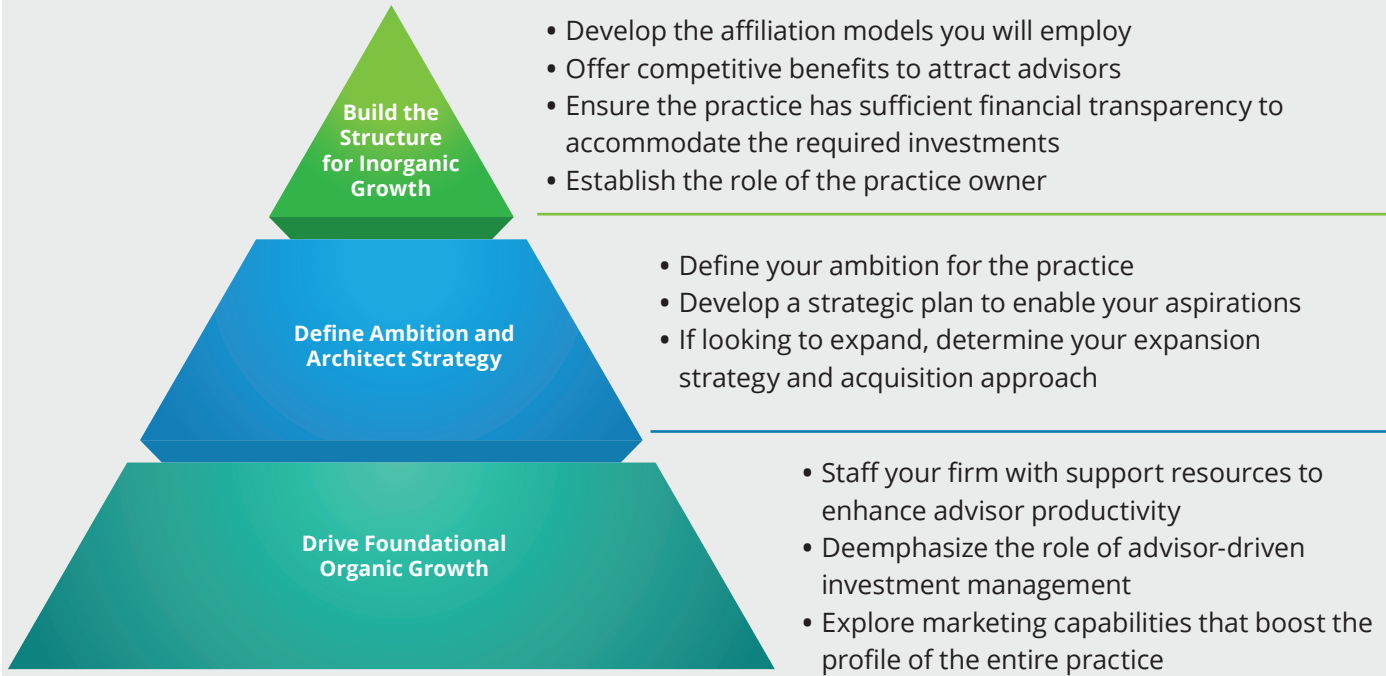 Build the
Structure
for Inorganic
Growth
• Develop the affiliation models you will employ
• Offer competitive benefits to attract advisors
• Ensure the practice has sufficient financial transparency to
accommodate the required investments
• Establish the role of the practice owner
Define Ambition and
Architect Strategy
• Define your ambition for the practice
• Develop a strategic plan to enable your aspirations
• If looking to expand, determine your expansion
strategy and acquisition approach
Drive Foundational
Organic Growth
• Staff your firm with support resources to
enhance advisor productivity
• Deemphasize the role of advisor-driven
investment management
• Explore marketing capabilities that boost the
profile of the entire practice